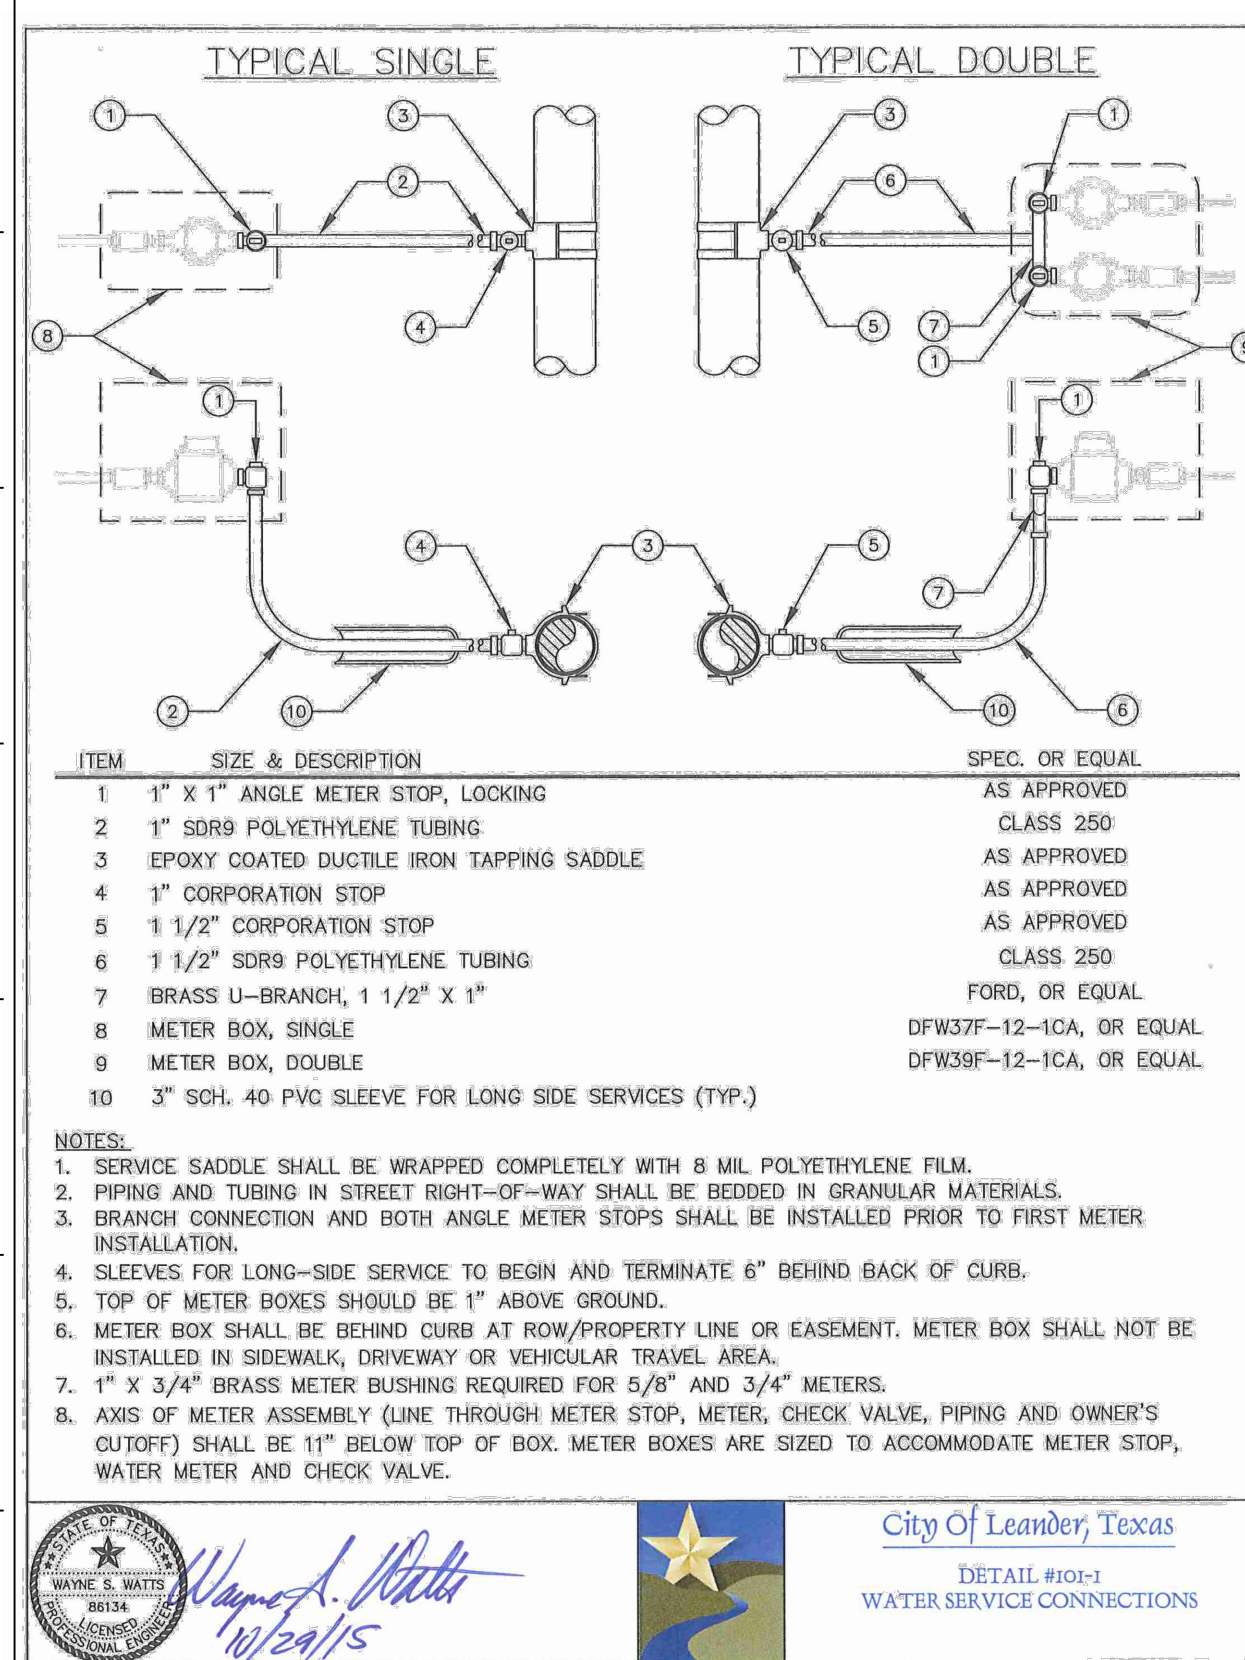 TYPICAL SINGLE
TYPICAL DOUBLE
1
3
3
1
2
6
8
4
5
7
1
9
1
1
4
3
5
7
2
10
10
6
ITEM SIZE & DESCRIPTION SPEC. OR EQUAL
1 1" X 1" ANGLE METER STOP, LOCKING AS APPROVED
2 1" SDR9 POLYETHYLENE TUBING CLASS 250
3 EPOXY COATED DUCTILE IRON TAPPING SADDLE AS APPROVED
4 1" CORPORATION STOP AS APPROVED
5 1 1/2" CORPORATION STOP AS APPROVED
6 1 1/2" SDR9 POLYETHYLENE TUBING CLASS 250
7 BRASS U-BRANCH, 1 1/2" X 1" FORD, OR EQUAL
8 METER BOX, SINGLE DFW37F-12-1CA, OR EQUAL
9 METER BOX, DOUBLE DFW39F-12-1CA, OR EQUAL
10 3" SCH. 40 PVC SLEEVE FOR LONG SIDE SERVICES (TYP.)
NOTES:
1. SERVICE SADDLE SHALL BE WRAPPED COMPLETELY WITH 8 MIL POLYETHYLENE FILM.
2. PIPING AND TUBING IN STREET RIGHT-OF-WAY SHALL BE BEDDED IN GRANULAR MATERIALS.
3. BRANCH CONNECTION AND BOTH ANGLE METER STOPS SHALL BE INSTALLED PRIOR TO FIRST METER
INSTALLATION.
4. SLEEVES FOR LONG-SIDE SERVICE TO BEGIN AND TERMINATE 6" BEHIND BACK OF CURB.
5. TOP OF METER BOXES SHOULD BE 1" ABOVE GROUND.
6. METER BOX SHALL BE BEHIND CURB AT ROW/PROPERTY LINE OR EASEMENT. METER BOX SHALL NOT BE
INSTALLED IN SIDEWALK, DRIVEWAY OR VEHICULAR TRAVEL AREA.
7. 1" X 3/4" BRASS METER BUSHING REQUIRED FOR 5/8" AND 3/4" METERS.
8. AXIS OF METER ASSEMBLY (LINE THROUGH METER STOP, METER, CHECK VALVE, PIPING AND OWNER'S
CUTOFF) SHALL BE 11" BELOW TOP OF BOX. METER BOXES ARE SIZED TO ACCOMMODATE METER STOP,
WATER METER AND CHECK VALVE.
STATE OF TEXAS
WAYNE S. WATTS
86134
LICENSED
PROFESSIONAL ENGINEER
Wayne S. Watts
10/29/15
City Of Leander, Texas
DETAIL #101-1
WATER SERVICE CONNECTIONS